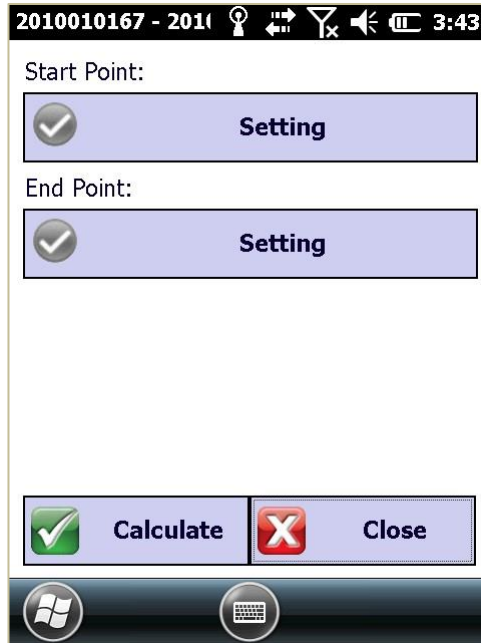 2010010167 - 201( 3:43
Start Point:
Setting
End Point:
Setting
Calculate Close